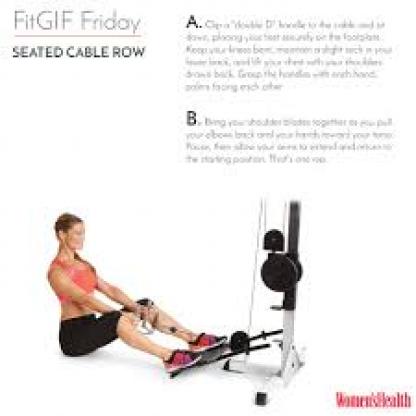 FitGIF Friday
SEATED CABLE ROW
A. Clip a "double D" handle to the cable and sit
down, placing your feet securely on the footplate.
Keep your knees bent, maintain a slight arch in your
lower back, and lift your chest with your shoulders
drawn back. Grasp the handles with each hand,
palms facing each other
B. Bring your shoulder blades together as you pull
your elbows back and your hands toward your torso.
Pause, then allow your arms to extend and return to
the starting position. That's one rep.
Women'sHealth